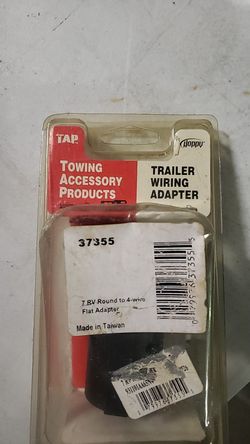 TAP
Hoppy
TOWING
ACCESSORY
PRODUCTS
TRAILER
WIRING
ADAPTER
37355
7 RV Round to 4-wire
Flat Adapter
Made in Taiwan